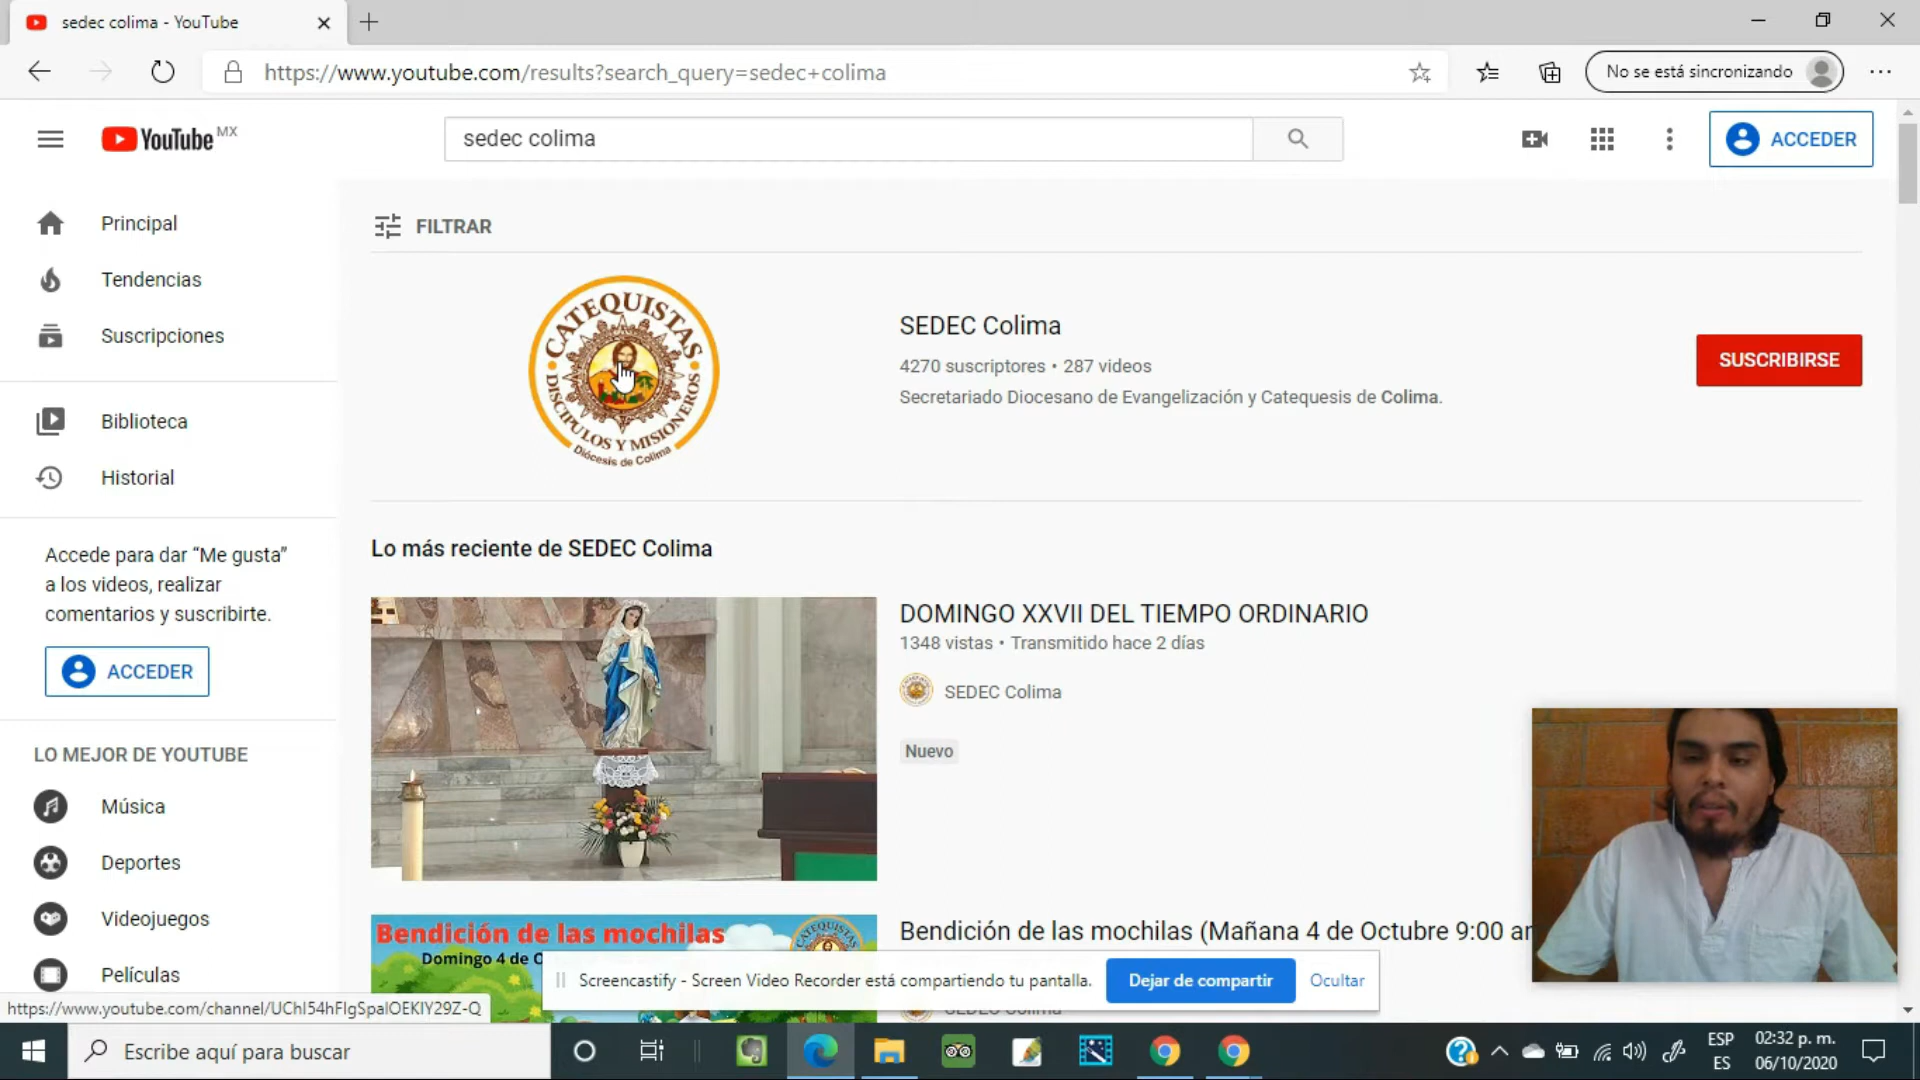 sedec colima - YouTube
https://www.youtube.com/results?search_query=sedec+colima
No se está sincronizando
YouTube MX
sedec colima
ACCEDER
Principal
Tendencias
Suscripciones
Biblioteca
Historial
Accede para dar “Me gusta”
a los videos, realizar
comentarios y suscribirte.
ACCEDER
LO MEJOR DE YOUTUBE
Música
Deportes
Videojuegos
Películas
FILTRAR
CATEQUISTAS
DISCIPULOS Y MISIONEROS
Diócesis de Colima
SEDEC Colima
4270 suscriptores • 287 videos
Secretariado Diocesano de Evangelización y Catequesis de Colima.
SUSCRIBIRSE
Lo más reciente de SEDEC Colima
DOMINGO XXVII DEL TIEMPO ORDINARIO
1348 vistas • Transmitido hace 2 días
SEDEC Colima
Nuevo
Bendición de las mochilas
Domingo 4 de O
CATEQUISTAS
Bendición de las mochilas (Mañana 4 de Octubre 9:00 am
SEDEC Colima
Screencastify - Screen Video Recorder está compartiendo tu pantalla.
Dejar de compartir
Ocultar
https://www.youtube.com/channel/UChI54hFIgSpaIOEKIY29Z-Q
Escribe aquí para buscar
ESP
ES
02:32 p. m.
06/10/2020